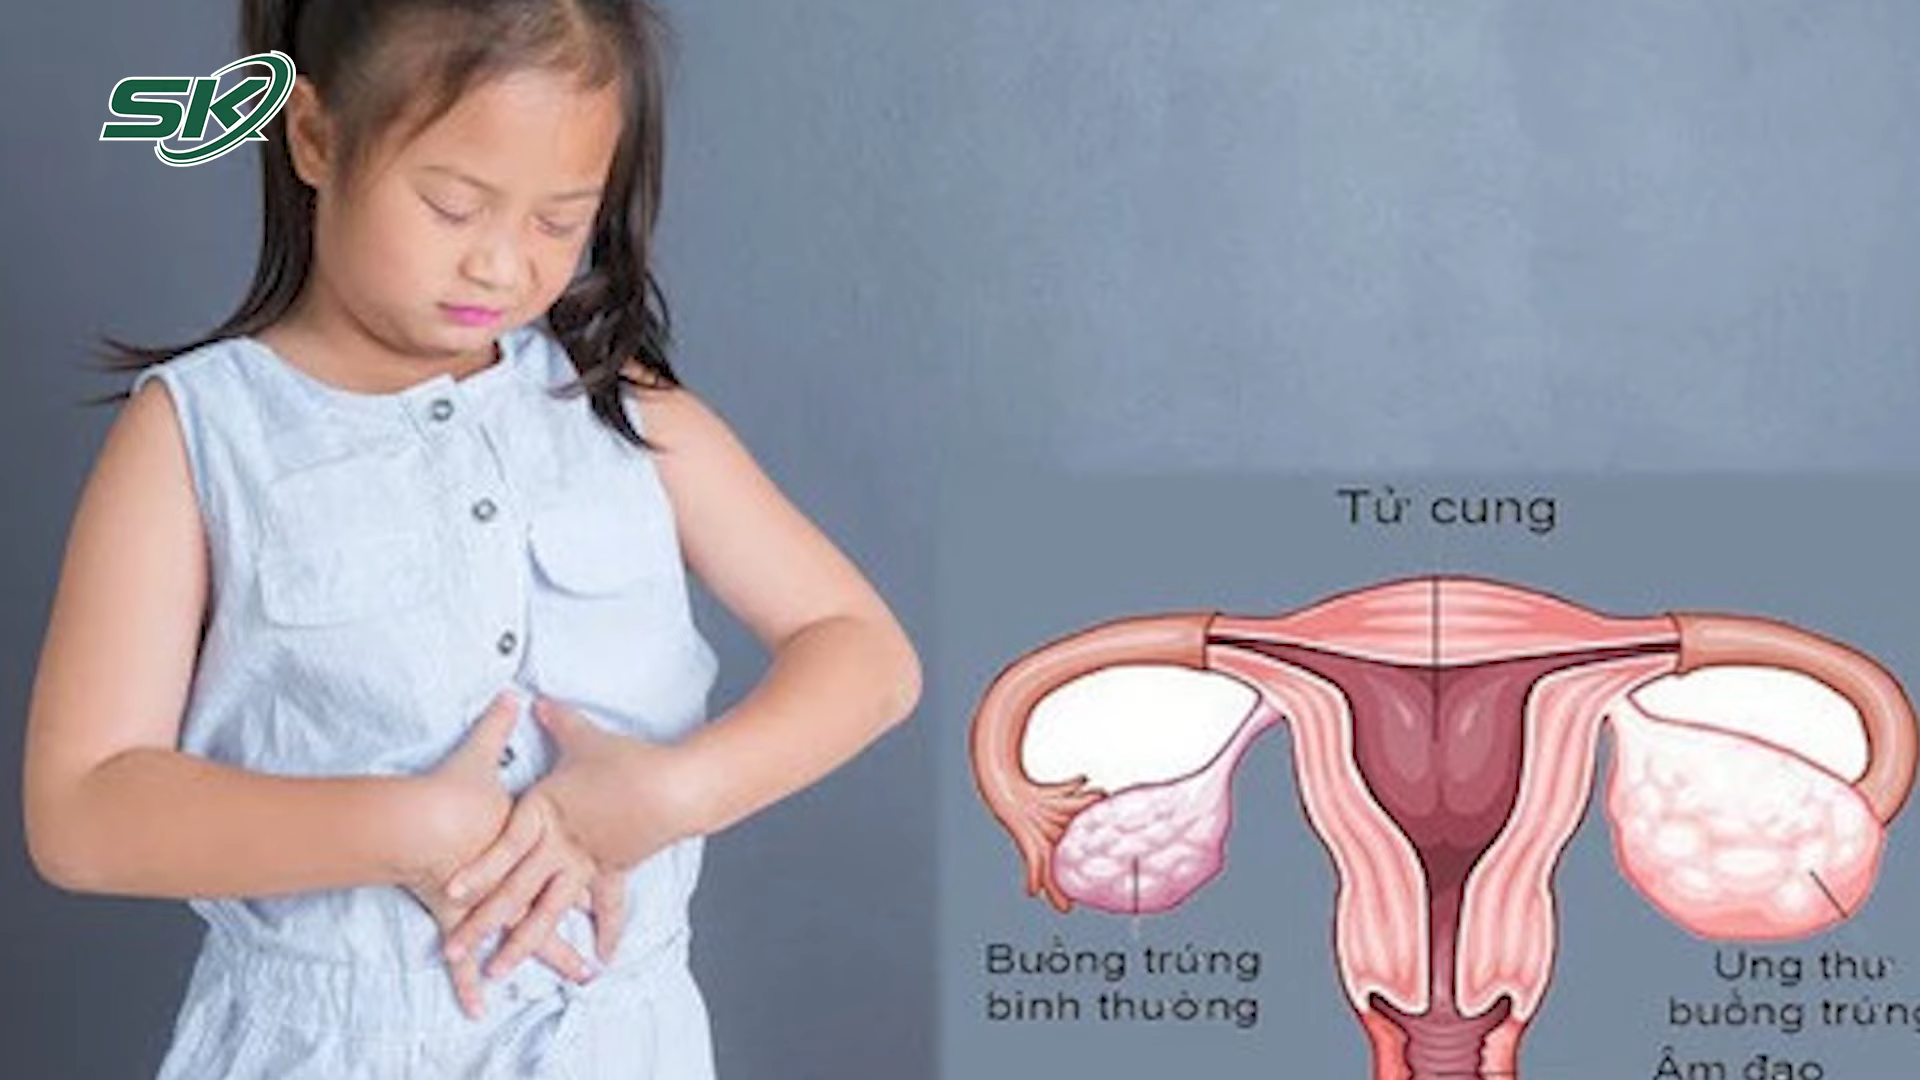 SK
Tử cung
Buồng trứng
bình thường
Ung thư
buồng trứng
Âm đạo